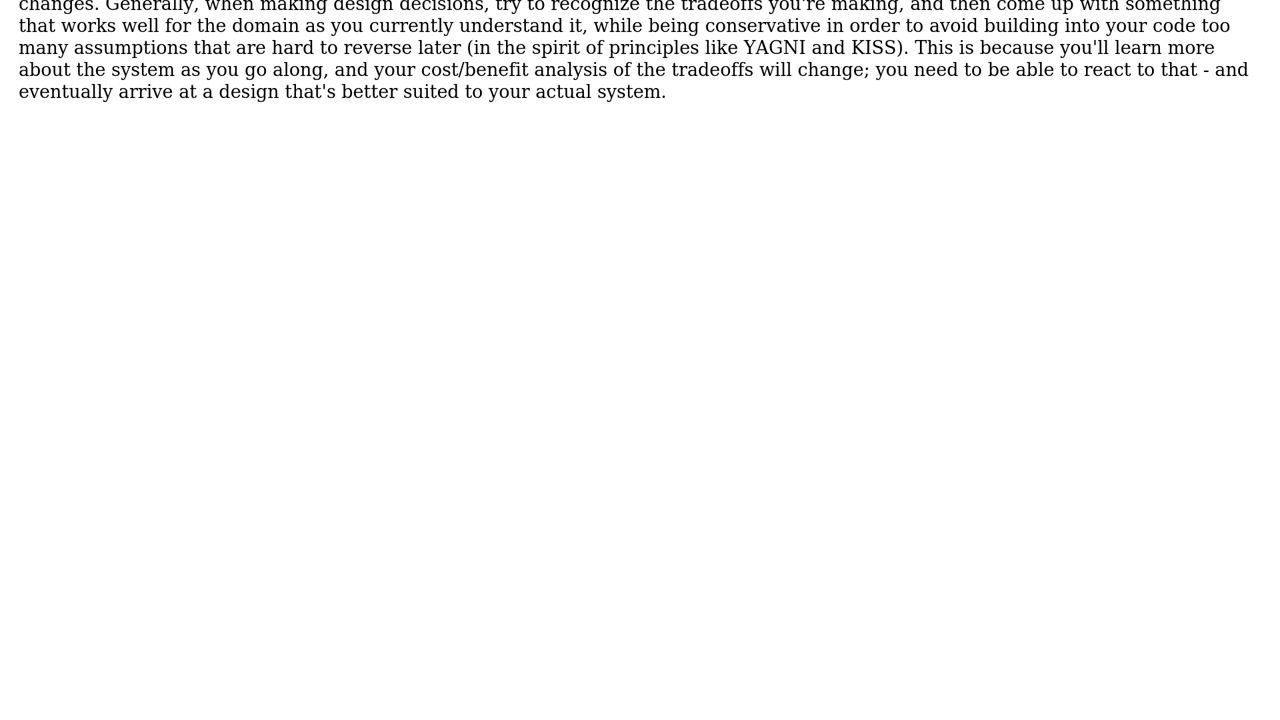 changes. Generally, when making design decisions, try to recognize the tradeoffs you're making, and then come up with something
that works well for the domain as you currently understand it, while being conservative in order to avoid building into your code too
many assumptions that are hard to reverse later (in the spirit of principles like YAGNI and KISS). This is because you'll learn more
about the system as you go along, and your cost/benefit analysis of the tradeoffs will change; you need to be able to react to that - and
eventually arrive at a design that's better suited to your actual system.